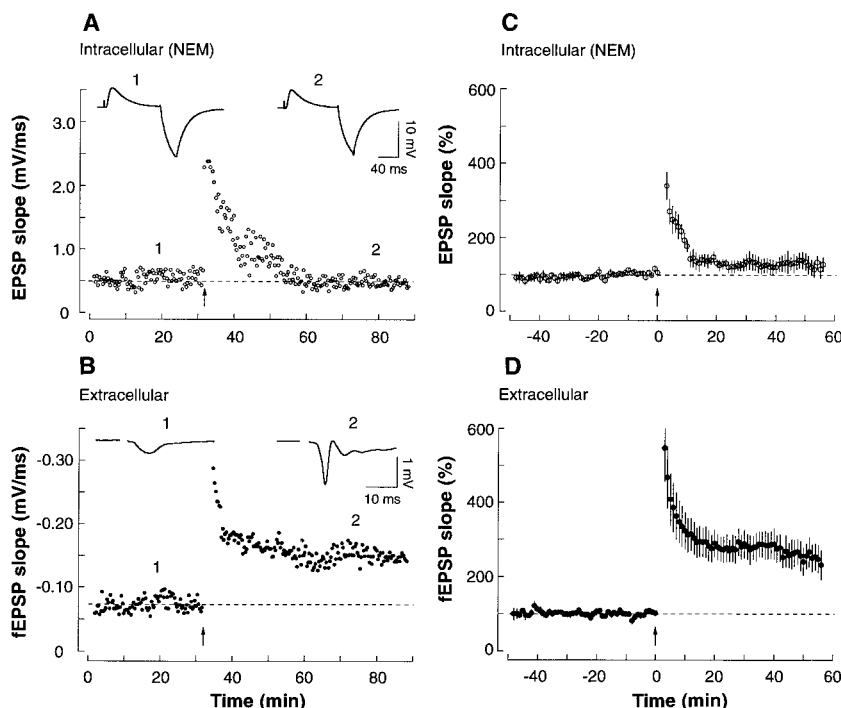 A
Intracellular (NEM)
1
2
10 mV
40 ms
EPSP slope (mV/ms)
3.0
2.0
1.0
0
1
2
0 20 40 60 80
B
Extracellular
1
2
1 mV
10 ms
fEPSP slope (mV/ms)
-0.30
-0.20
-0.10
0
1
2
0 20 40 60 80
Time (min)
C
Intracellular (NEM)
EPSP slope (%)
600
400
200
0
-40 -20 0 20 40 60
D
Extracellular
fEPSP slope (%)
600
400
200
0
-40 -20 0 20 40 60
Time (min)